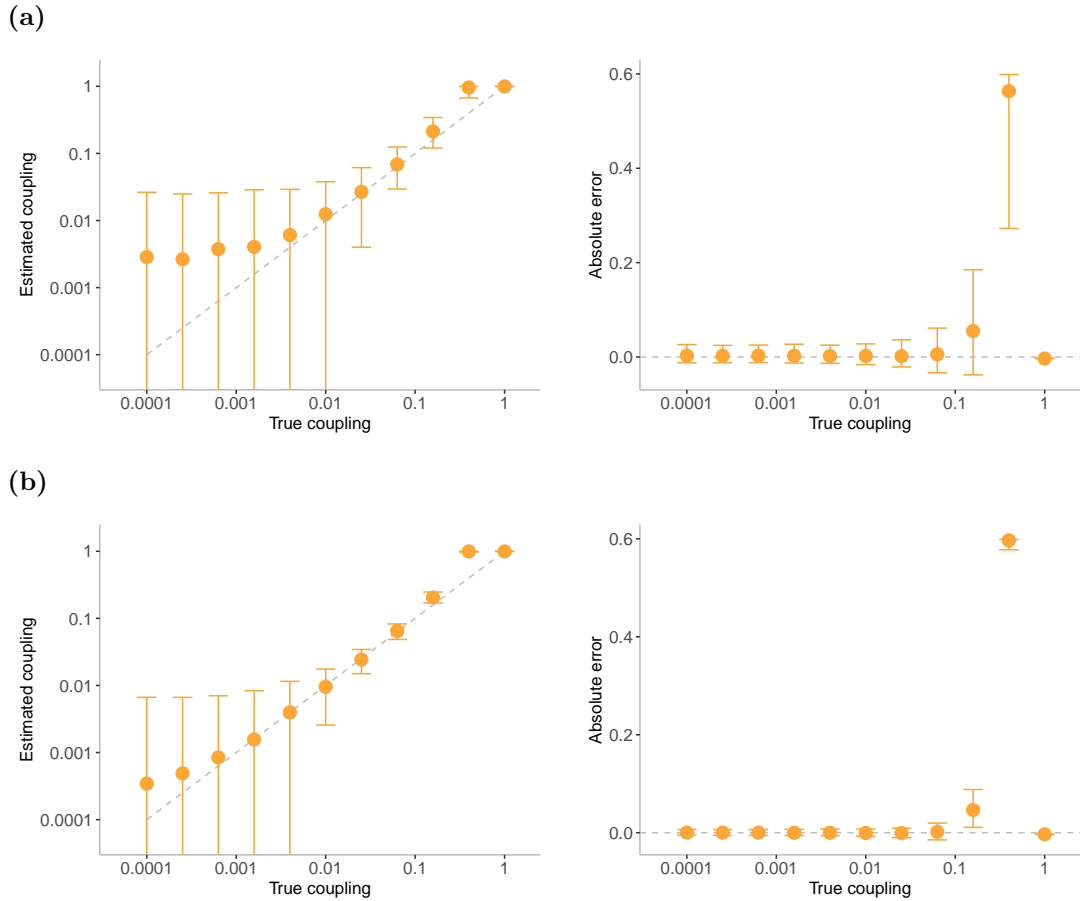 (a)
Estimated coupling
1
0.1
0.01
0.001
0.0001
0.0001 0.001 0.01 0.1 1
True coupling
Absolute error
0.6
0.4
0.2
0.0
0.0001 0.001 0.01 0.1 1
True coupling
(b)
Estimated coupling
1
0.1
0.01
0.001
0.0001
0.0001 0.001 0.01 0.1 1
True coupling
Absolute error
0.6
0.4
0.2
0.0
0.0001 0.001 0.01 0.1 1
True coupling